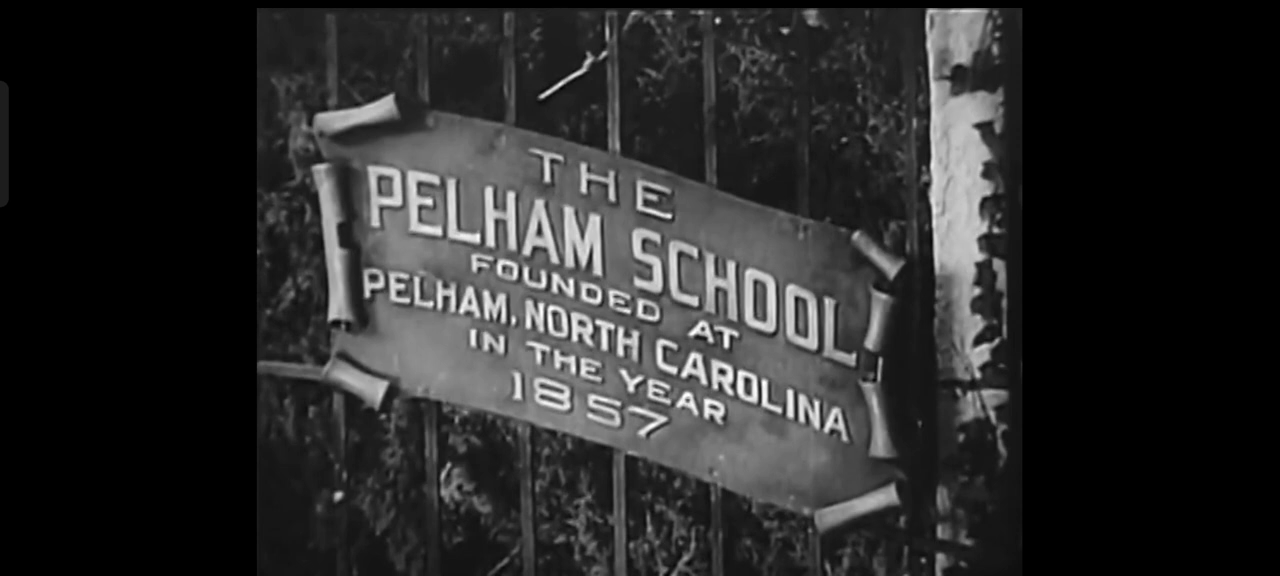 THE
PELHAM SCHOOL
FOUNDED AT
PELHAM, NORTH CAROLINA
IN THE YEAR
1857